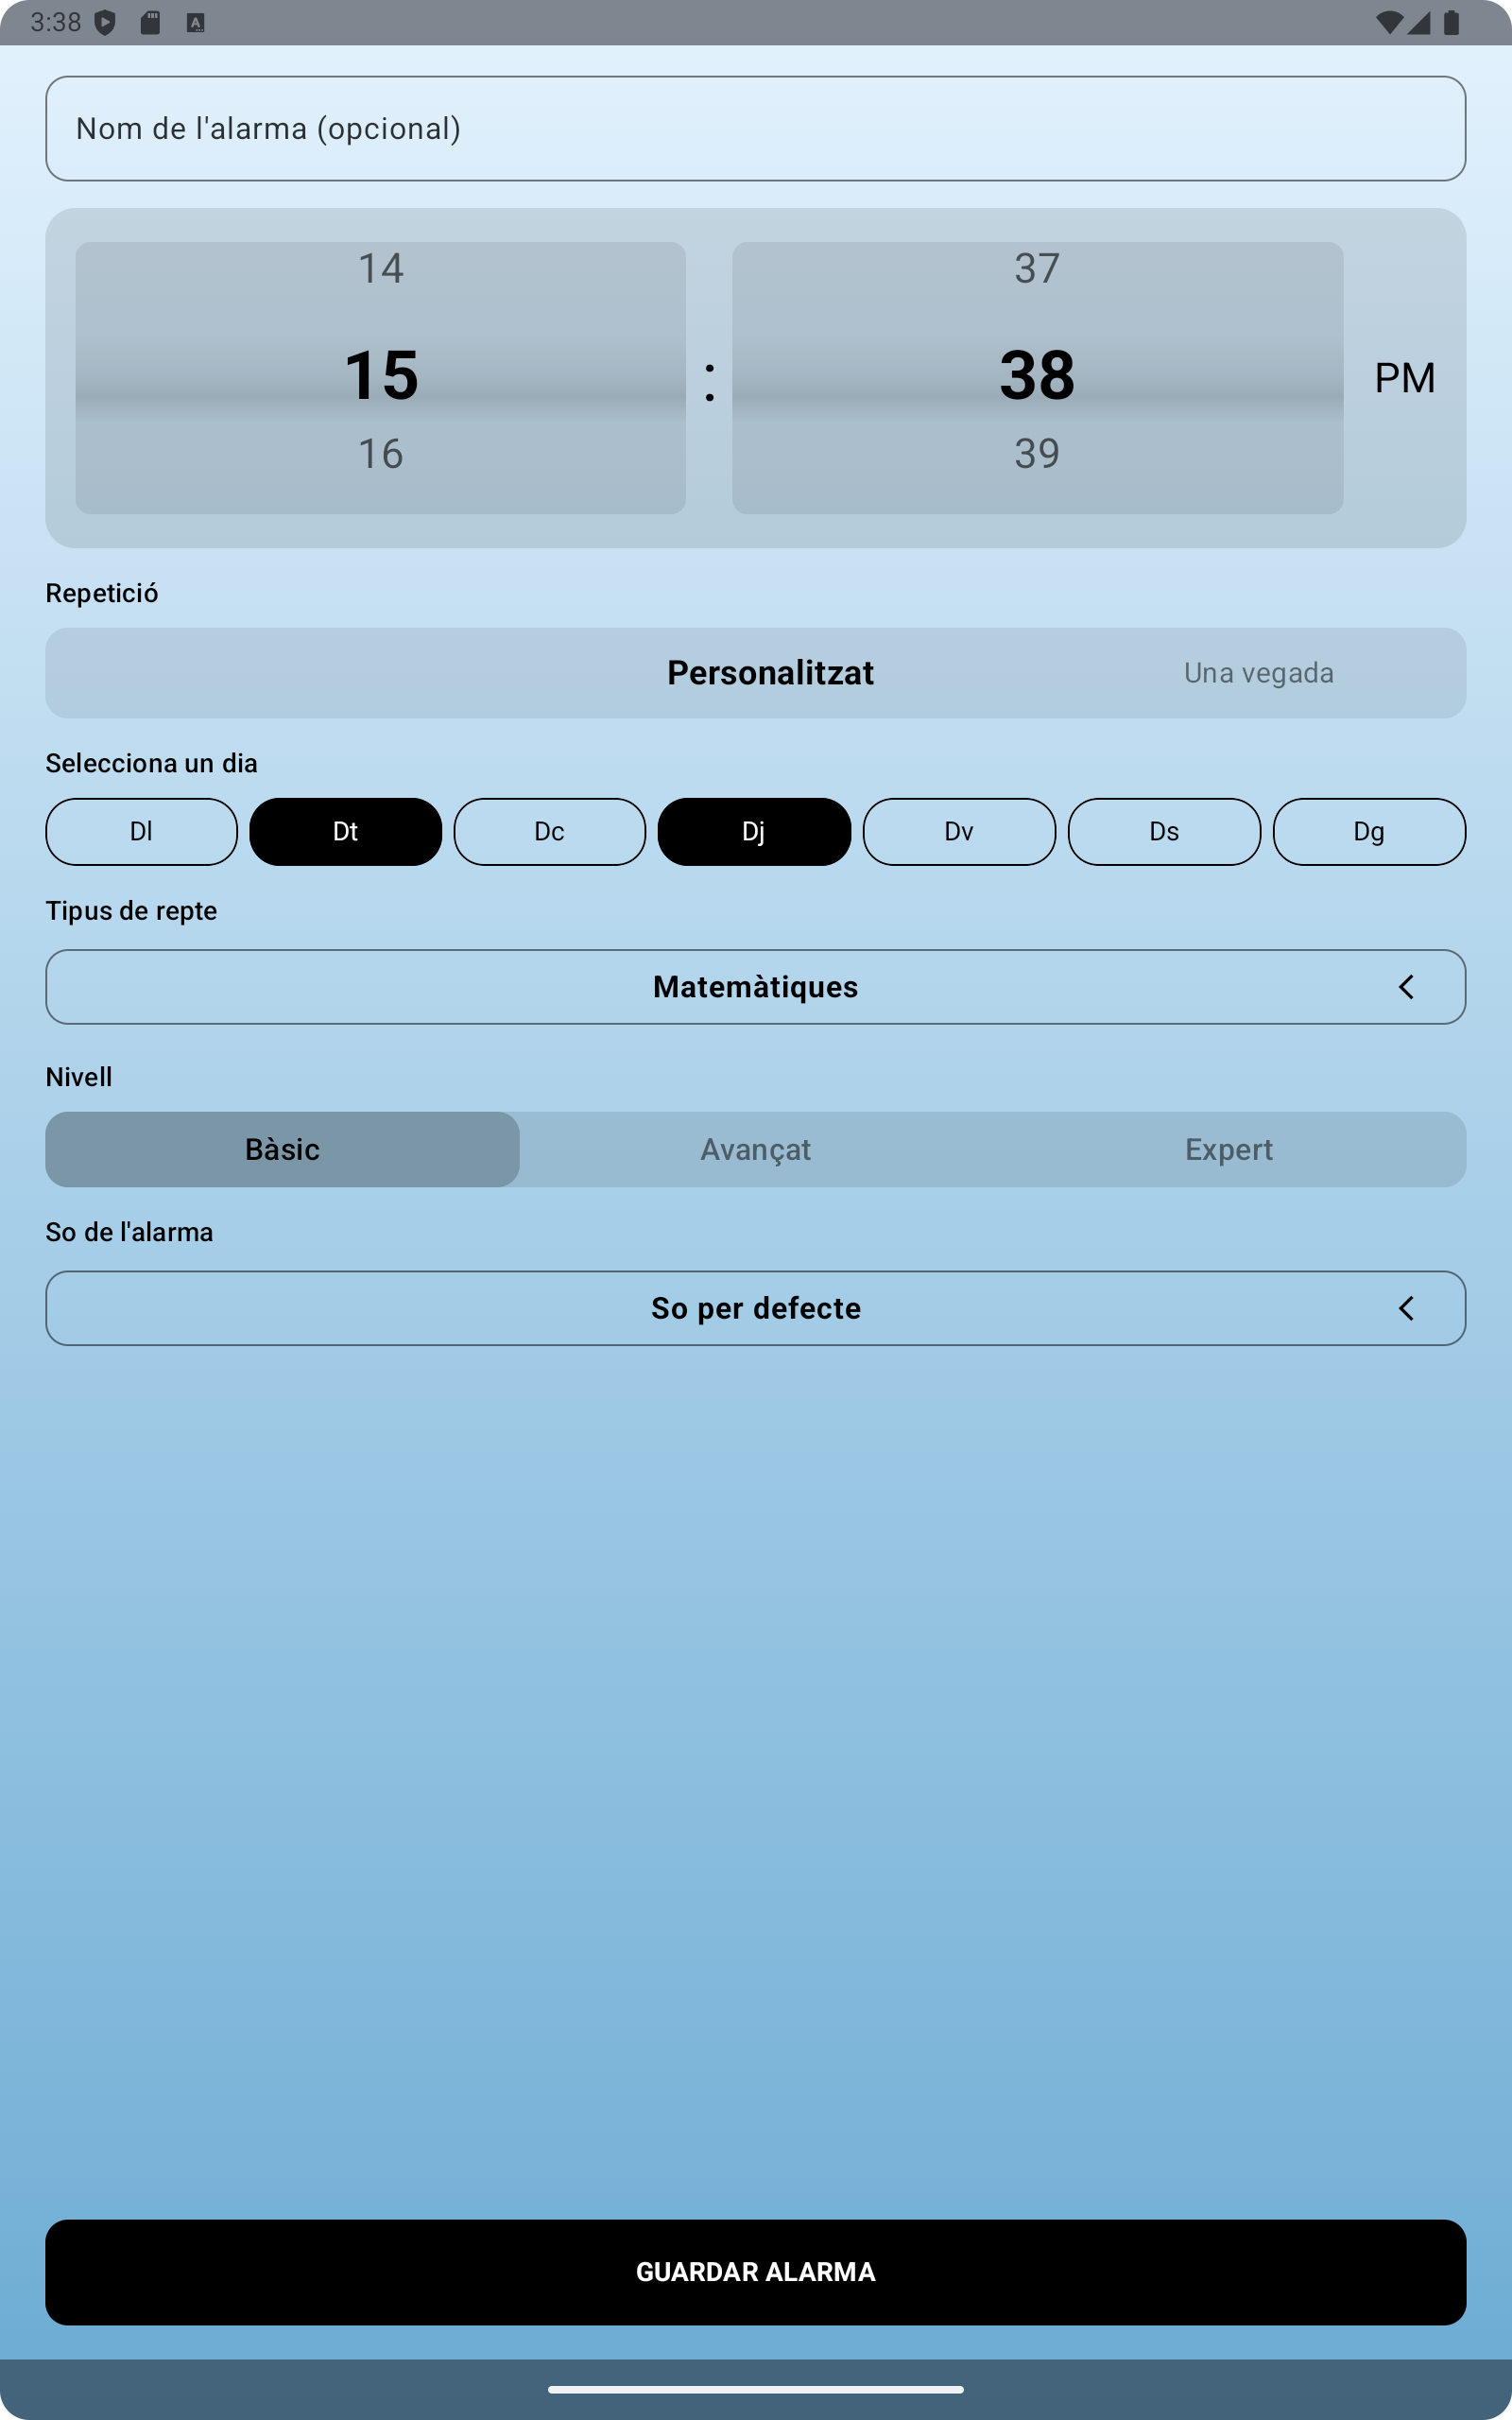 3:38
Nom de l'alarma (opcional)
14
37
15
:
38
PM
16
39
Repetició
Personalitzat
Una vegada
Selecciona un dia
Dl
Dt
Dc
Dj
Dv
Ds
Dg
Tipus de repte
Matemàtiques
Nivell
Bàsic
Avançat
Expert
So de l'alarma
So per defecte
GUARDAR ALARMA